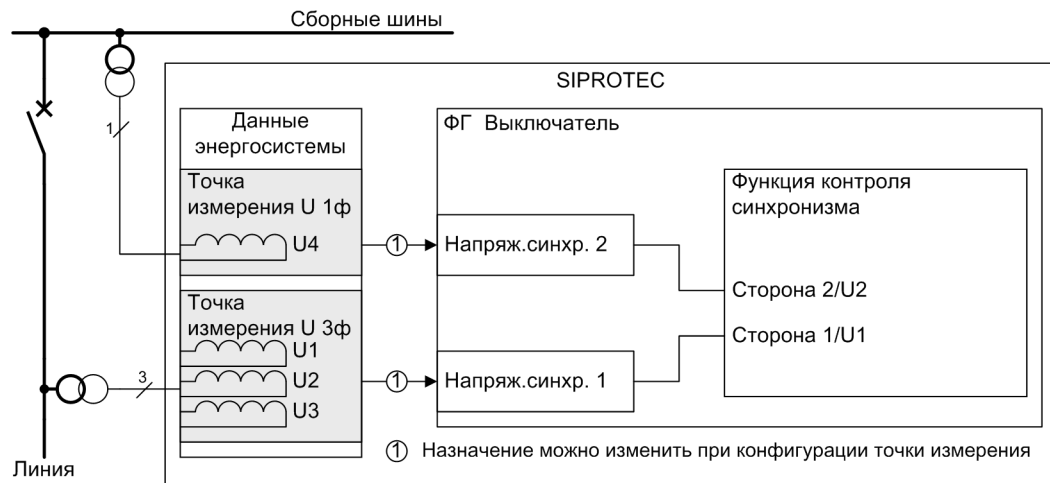 Сборные шины
SIPROTEC
1
Данные
энергосистемы
Точка
измерения U 1ф
U4
1
ФГ Выключатель
Напряж.синхр. 2
Функция контроля
синхронизма
Сторона 2/U2
Сторона 1/U1
Точка
измерения U 3ф
U1
U2
U3
3
1
Напряж.синхр. 1
1 Назначение можно изменить при конфигурации точки измерения
Линия